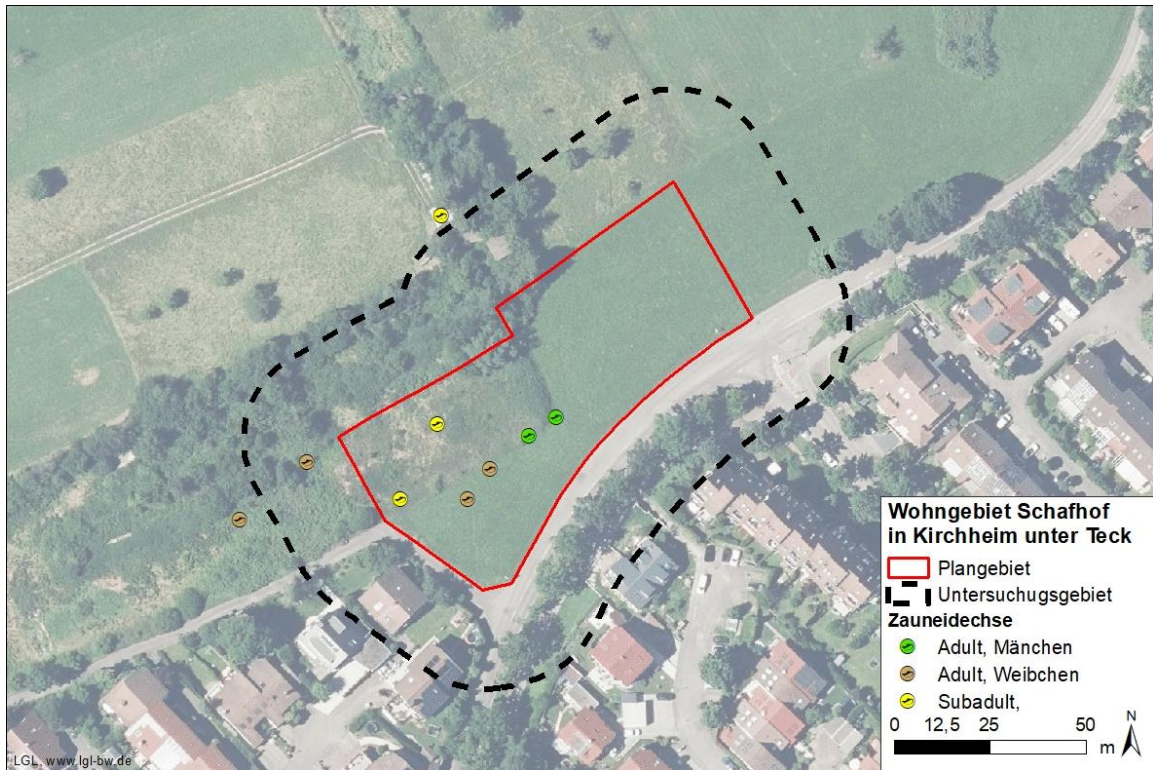 Wohngebiet Schafhof
in Kirchheim unter Teck
Plangebiet
Untersuchugsgebiet
Zauneidechse
Adult, Mänchen
Adult, Weibchen
Subadult,
0 12,5 25 50
m
N
LGL, www.lgl-bw.de